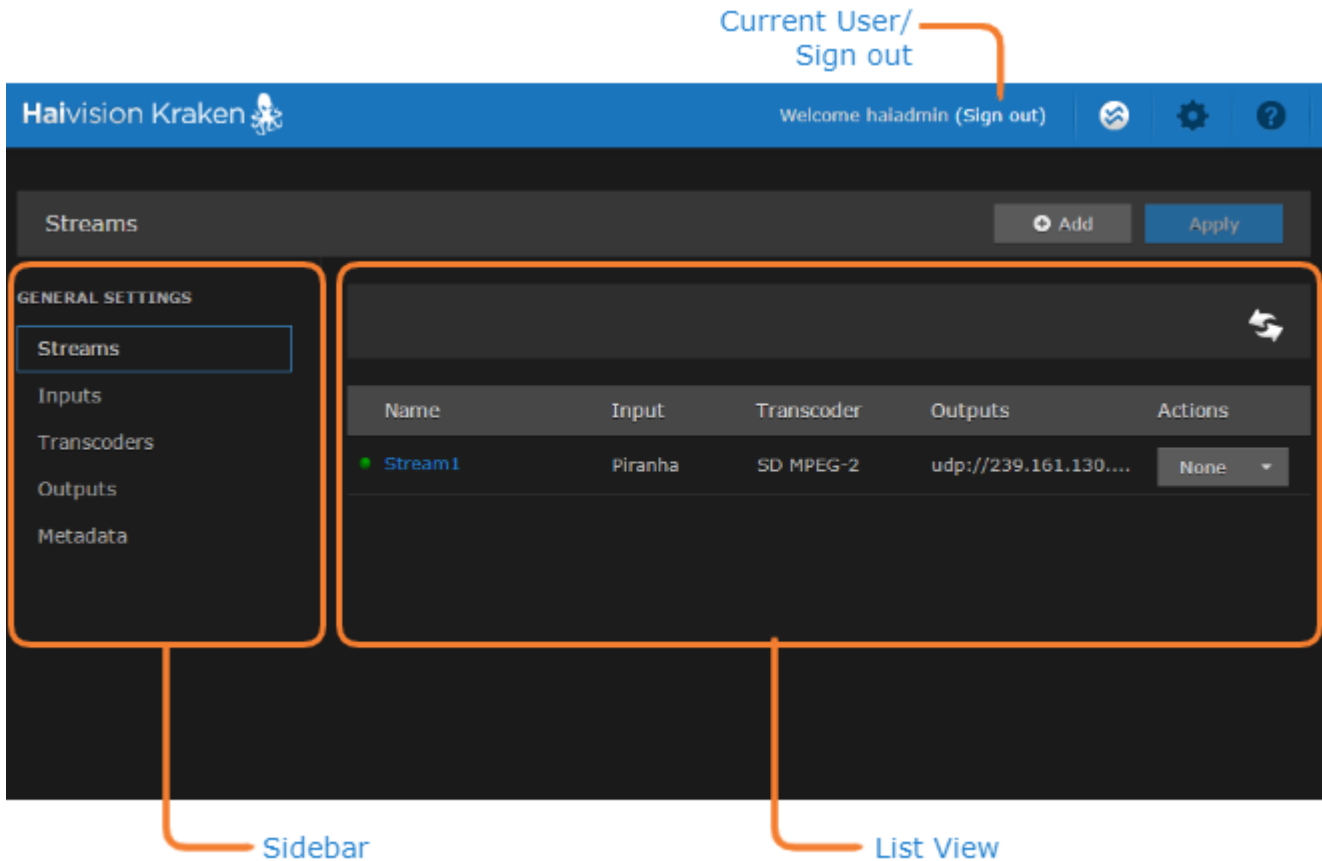 Current User/
Sign out
Haivision Kraken
Welcome haiadmin (Sign out)
?
Streams
Add
Apply
GENERAL SETTINGS
Streams
Inputs
Transcoders
Outputs
Metadata
Name Input Transcoder Outputs Actions
Stream1 Piranha SD MPEG-2 udp://239.161.130.... None
Sidebar
List View